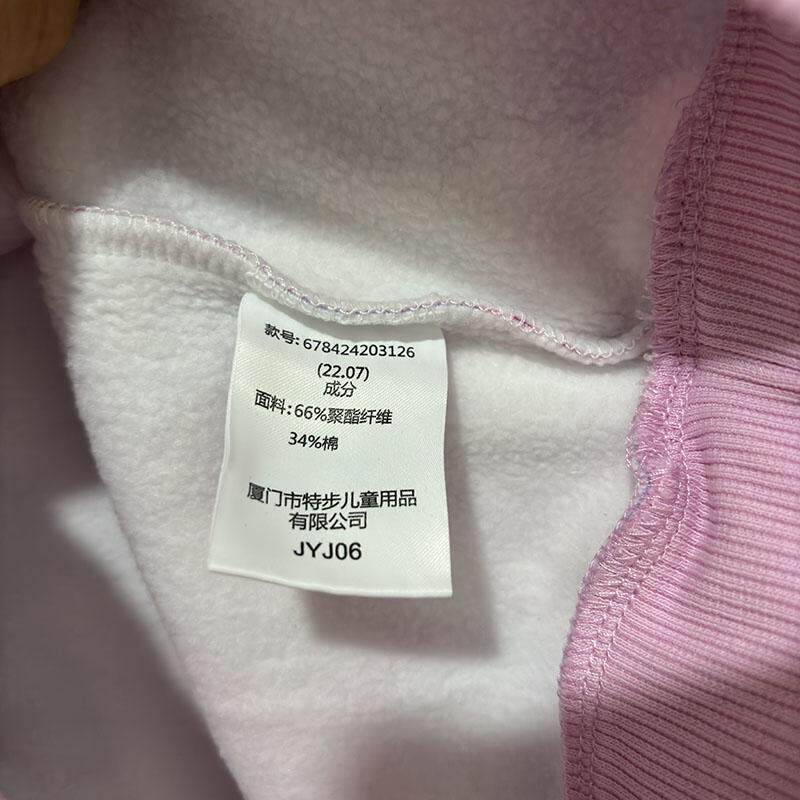 款号:678424203126
(22.07)
成分
面料:66%聚酯纤维
34%棉
厦门市特步儿童用品
有限公司
JYJ06